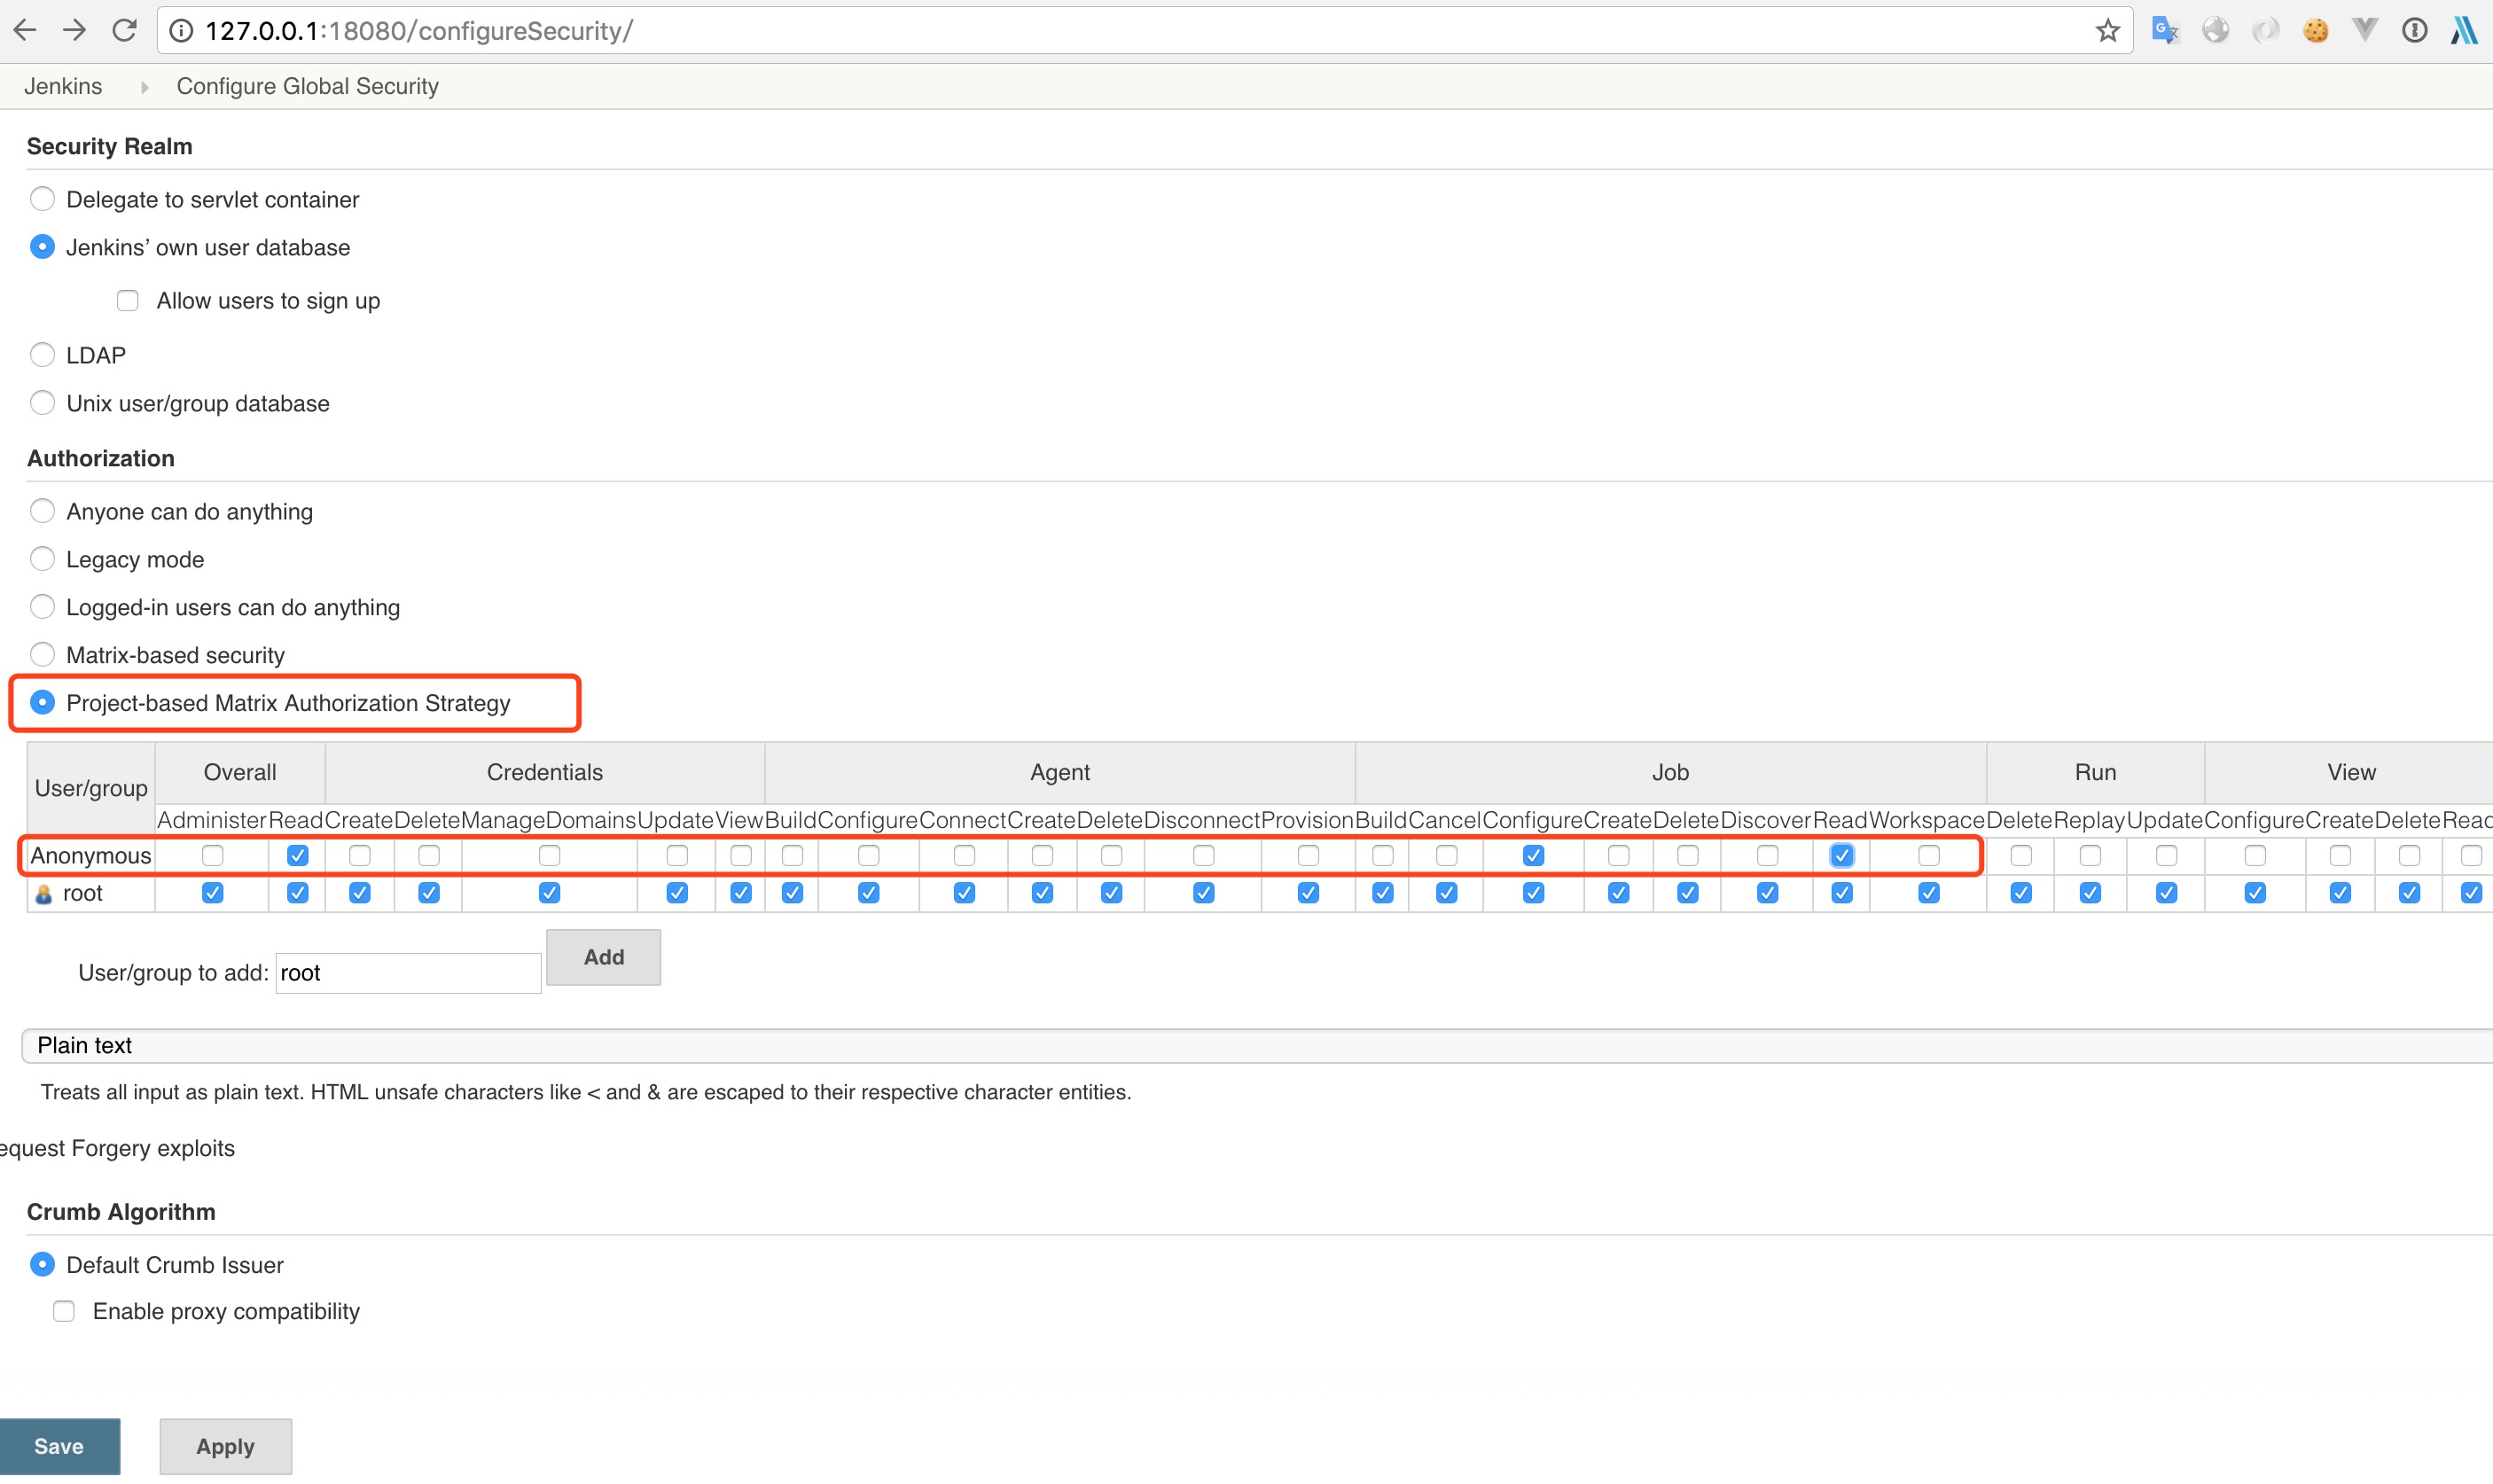 127.0.0.1:18080/configureSecurity/
Jenkins Configure Global Security
Security Realm
Delegate to servlet container
Jenkins’ own user database
Allow users to sign up
LDAP
Unix user/group database
Authorization
Anyone can do anything
Legacy mode
Logged-in users can do anything
Matrix-based security
Project-based Matrix Authorization Strategy
User/group Overall Credentials Agent Job Run View
Administer Read Create Delete ManageDomains Update View Build Configure Connect Create Delete Disconnect Provision Build Cancel Configure Create Delete Discover Read Workspace Delete Replay Update Configure Create Delete Read
Anonymous
root
User/group to add: root Add
Plain text
Treats all input as plain text. HTML unsafe characters like < and & are escaped to their respective character entities.
equest Forgery exploits
Crumb Algorithm
Default Crumb Issuer
Enable proxy compatibility
Save Apply